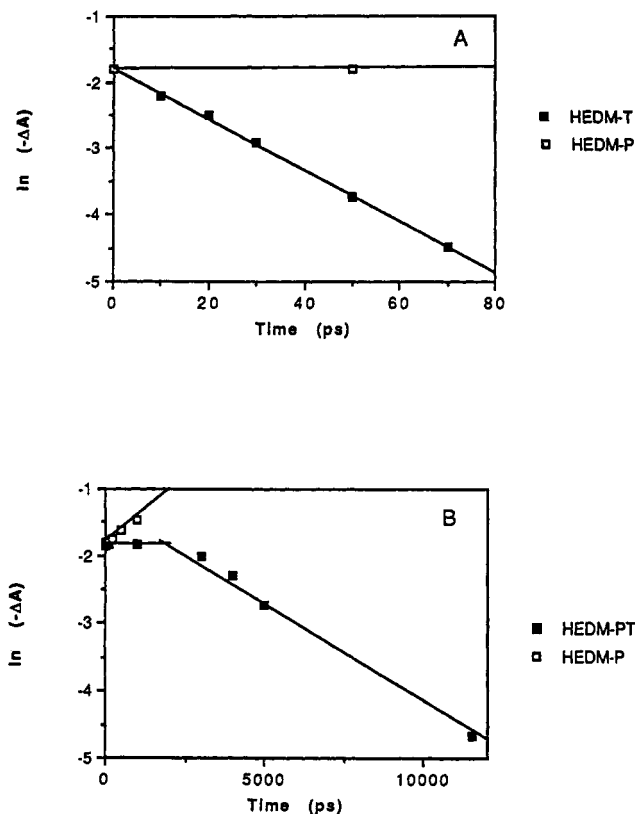 A
-1
-2
-3
-4
-5
ln (-ΔA)
0 20 40 60 80
Time (ps)
HEDM-T
HEDM-P
B
-1
-2
-3
-4
-5
ln (-ΔA)
0 5000 10000
Time (ps)
HEDM-PT
HEDM-P